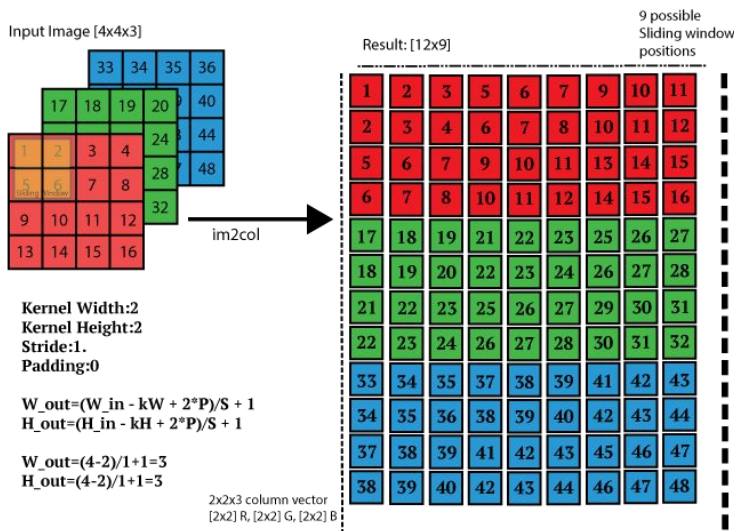 Input Image [4x4x3]
33 34 35 36
40
44
48
17 18 19 20
24
28
32
1 2 3 4
5 6 7 8
Sliding Window
9 10 11 12
13 14 15 16
im2col
Kernel Width:2
Kernel Height:2
Stride:1.
Padding:0
W_out=(W_in - kW + 2*P)/S + 1
H_out=(H_in - kH + 2*P)/S + 1
W_out=(4-2)/1+1=3
H_out=(4-2)/1+1=3
2x2x3 column vector
[2x2] R, [2x2] G, [2x2] B
Result: [12x9]
9 possible
Sliding window
positions
1 2 3 5 6 7 9 10 11
2 3 4 6 7 8 10 11 12
5 6 7 9 10 11 13 14 15
6 7 8 10 11 12 14 15 16
17 18 19 21 22 23 25 26 27
18 19 20 22 23 24 26 27 28
21 22 23 25 26 27 29 30 31
22 23 24 26 27 28 30 31 32
33 34 35 37 38 39 41 42 43
34 35 36 38 39 40 42 43 44
37 38 39 41 42 43 45 46 47
38 39 40 42 43 44 46 47 48